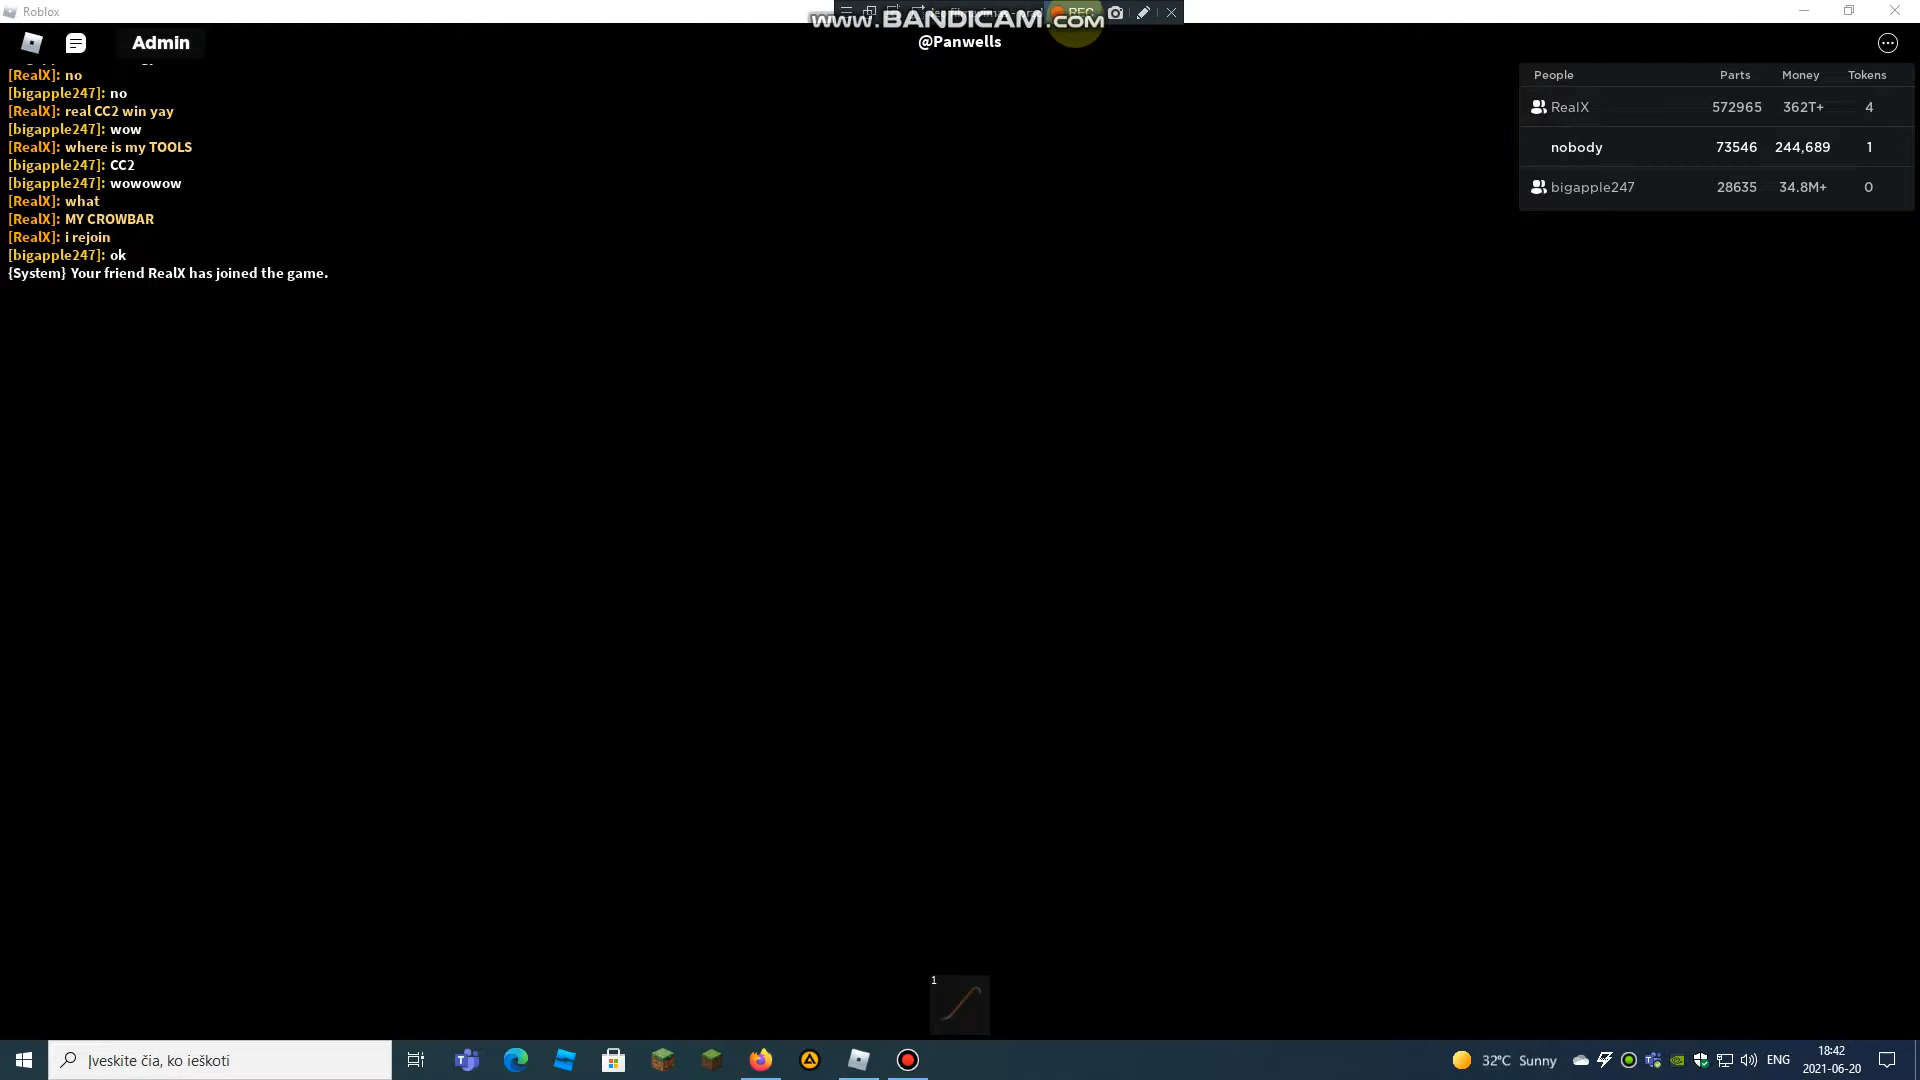 Roblox
www.BANDICAM.com
REC
Admin
@Panwells
[RealX]: no
[bigapple247]: no
[RealX]: real CC2 win yay
[bigapple247]: wow
[RealX]: where is my TOOLS
[bigapple247]: CC2
[bigapple247]: wowowow
[RealX]: what
[RealX]: MY CROWBAR
[RealX]: i rejoin
[bigapple247]: ok
{System} Your friend RealX has joined the game.
People Parts Money Tokens
RealX 572965 362T+ 4
nobody 73546 244,689 1
bigapple247 28635 34.8M+ 0
1
Įveskite čia, ko ieškoti
32°C Sunny
ENG
18:42
2021-06-20